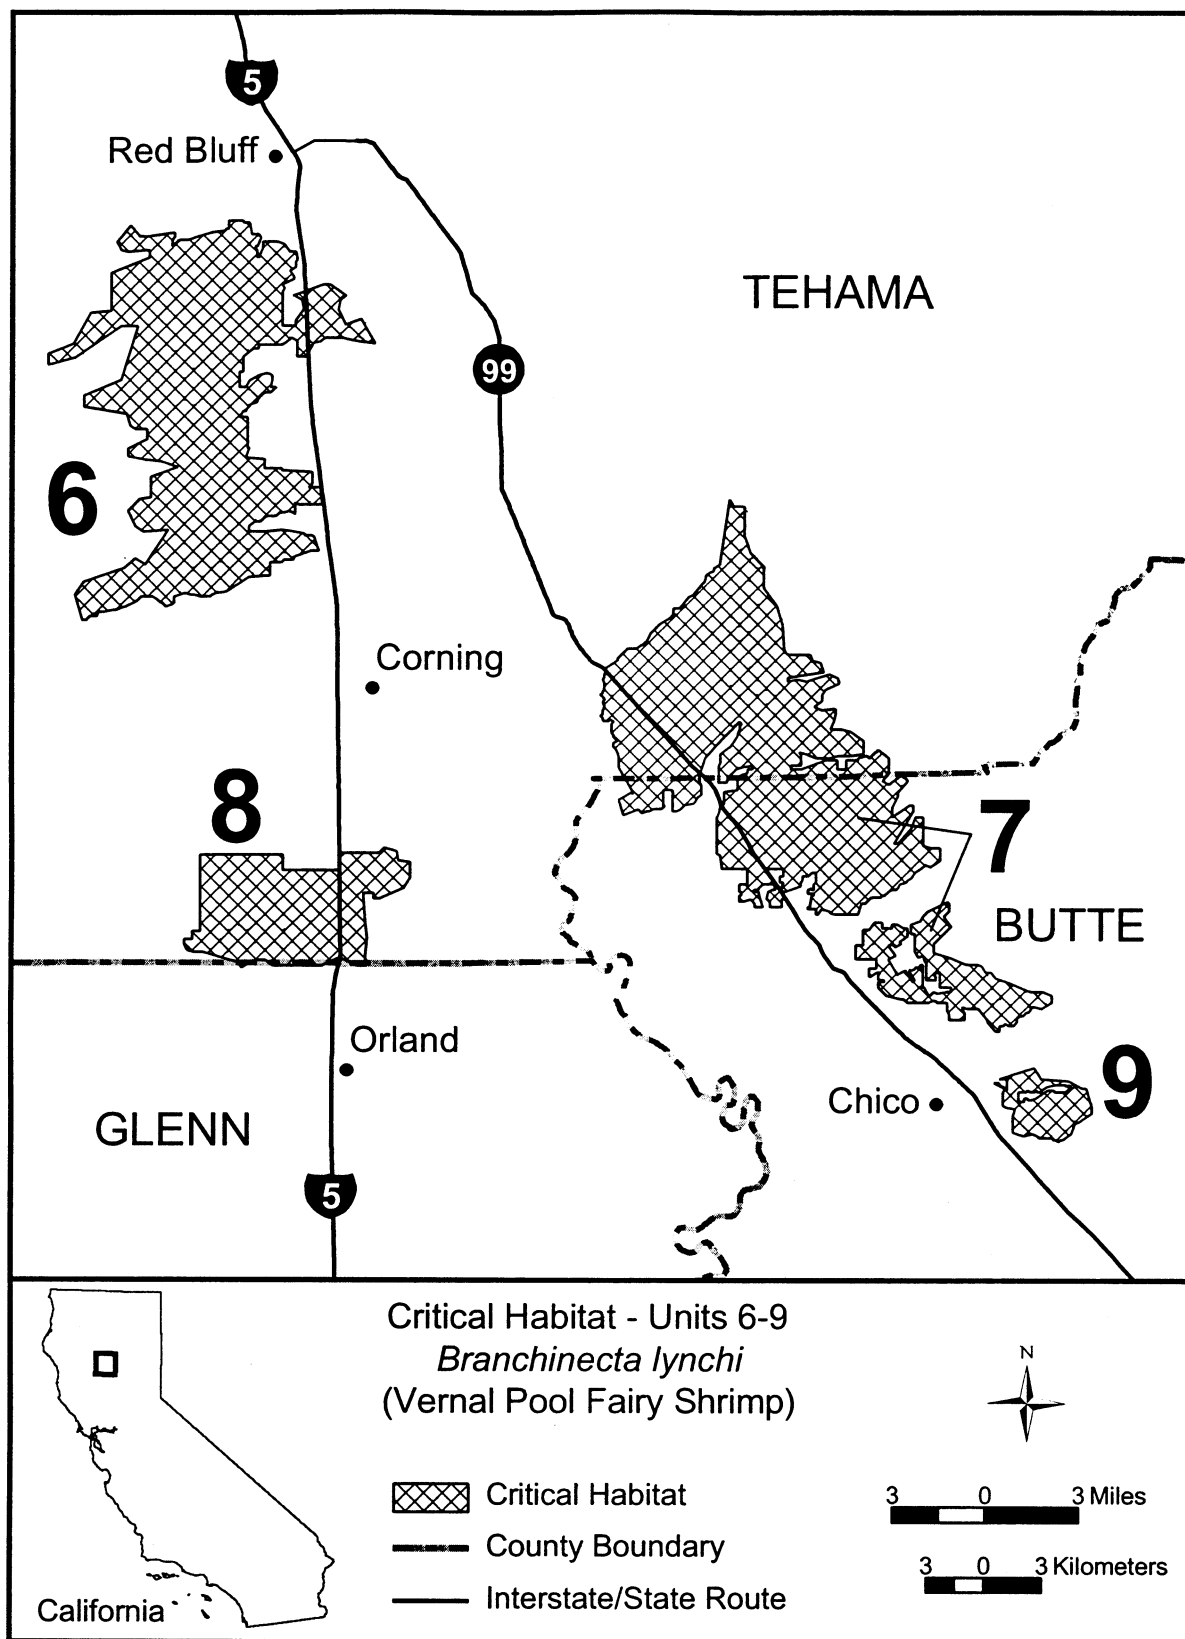 5
Red Bluff
TEHAMA
99
6
Corning
8
7
BUTTE
Orland
9
Chico
GLENN
5
Critical Habitat - Units 6-9
Branchinecta lynchi
(Vernal Pool Fairy Shrimp)
N
Critical Habitat
3 0 3 Miles
County Boundary
3 0 3 Kilometers
Interstate/State Route
California